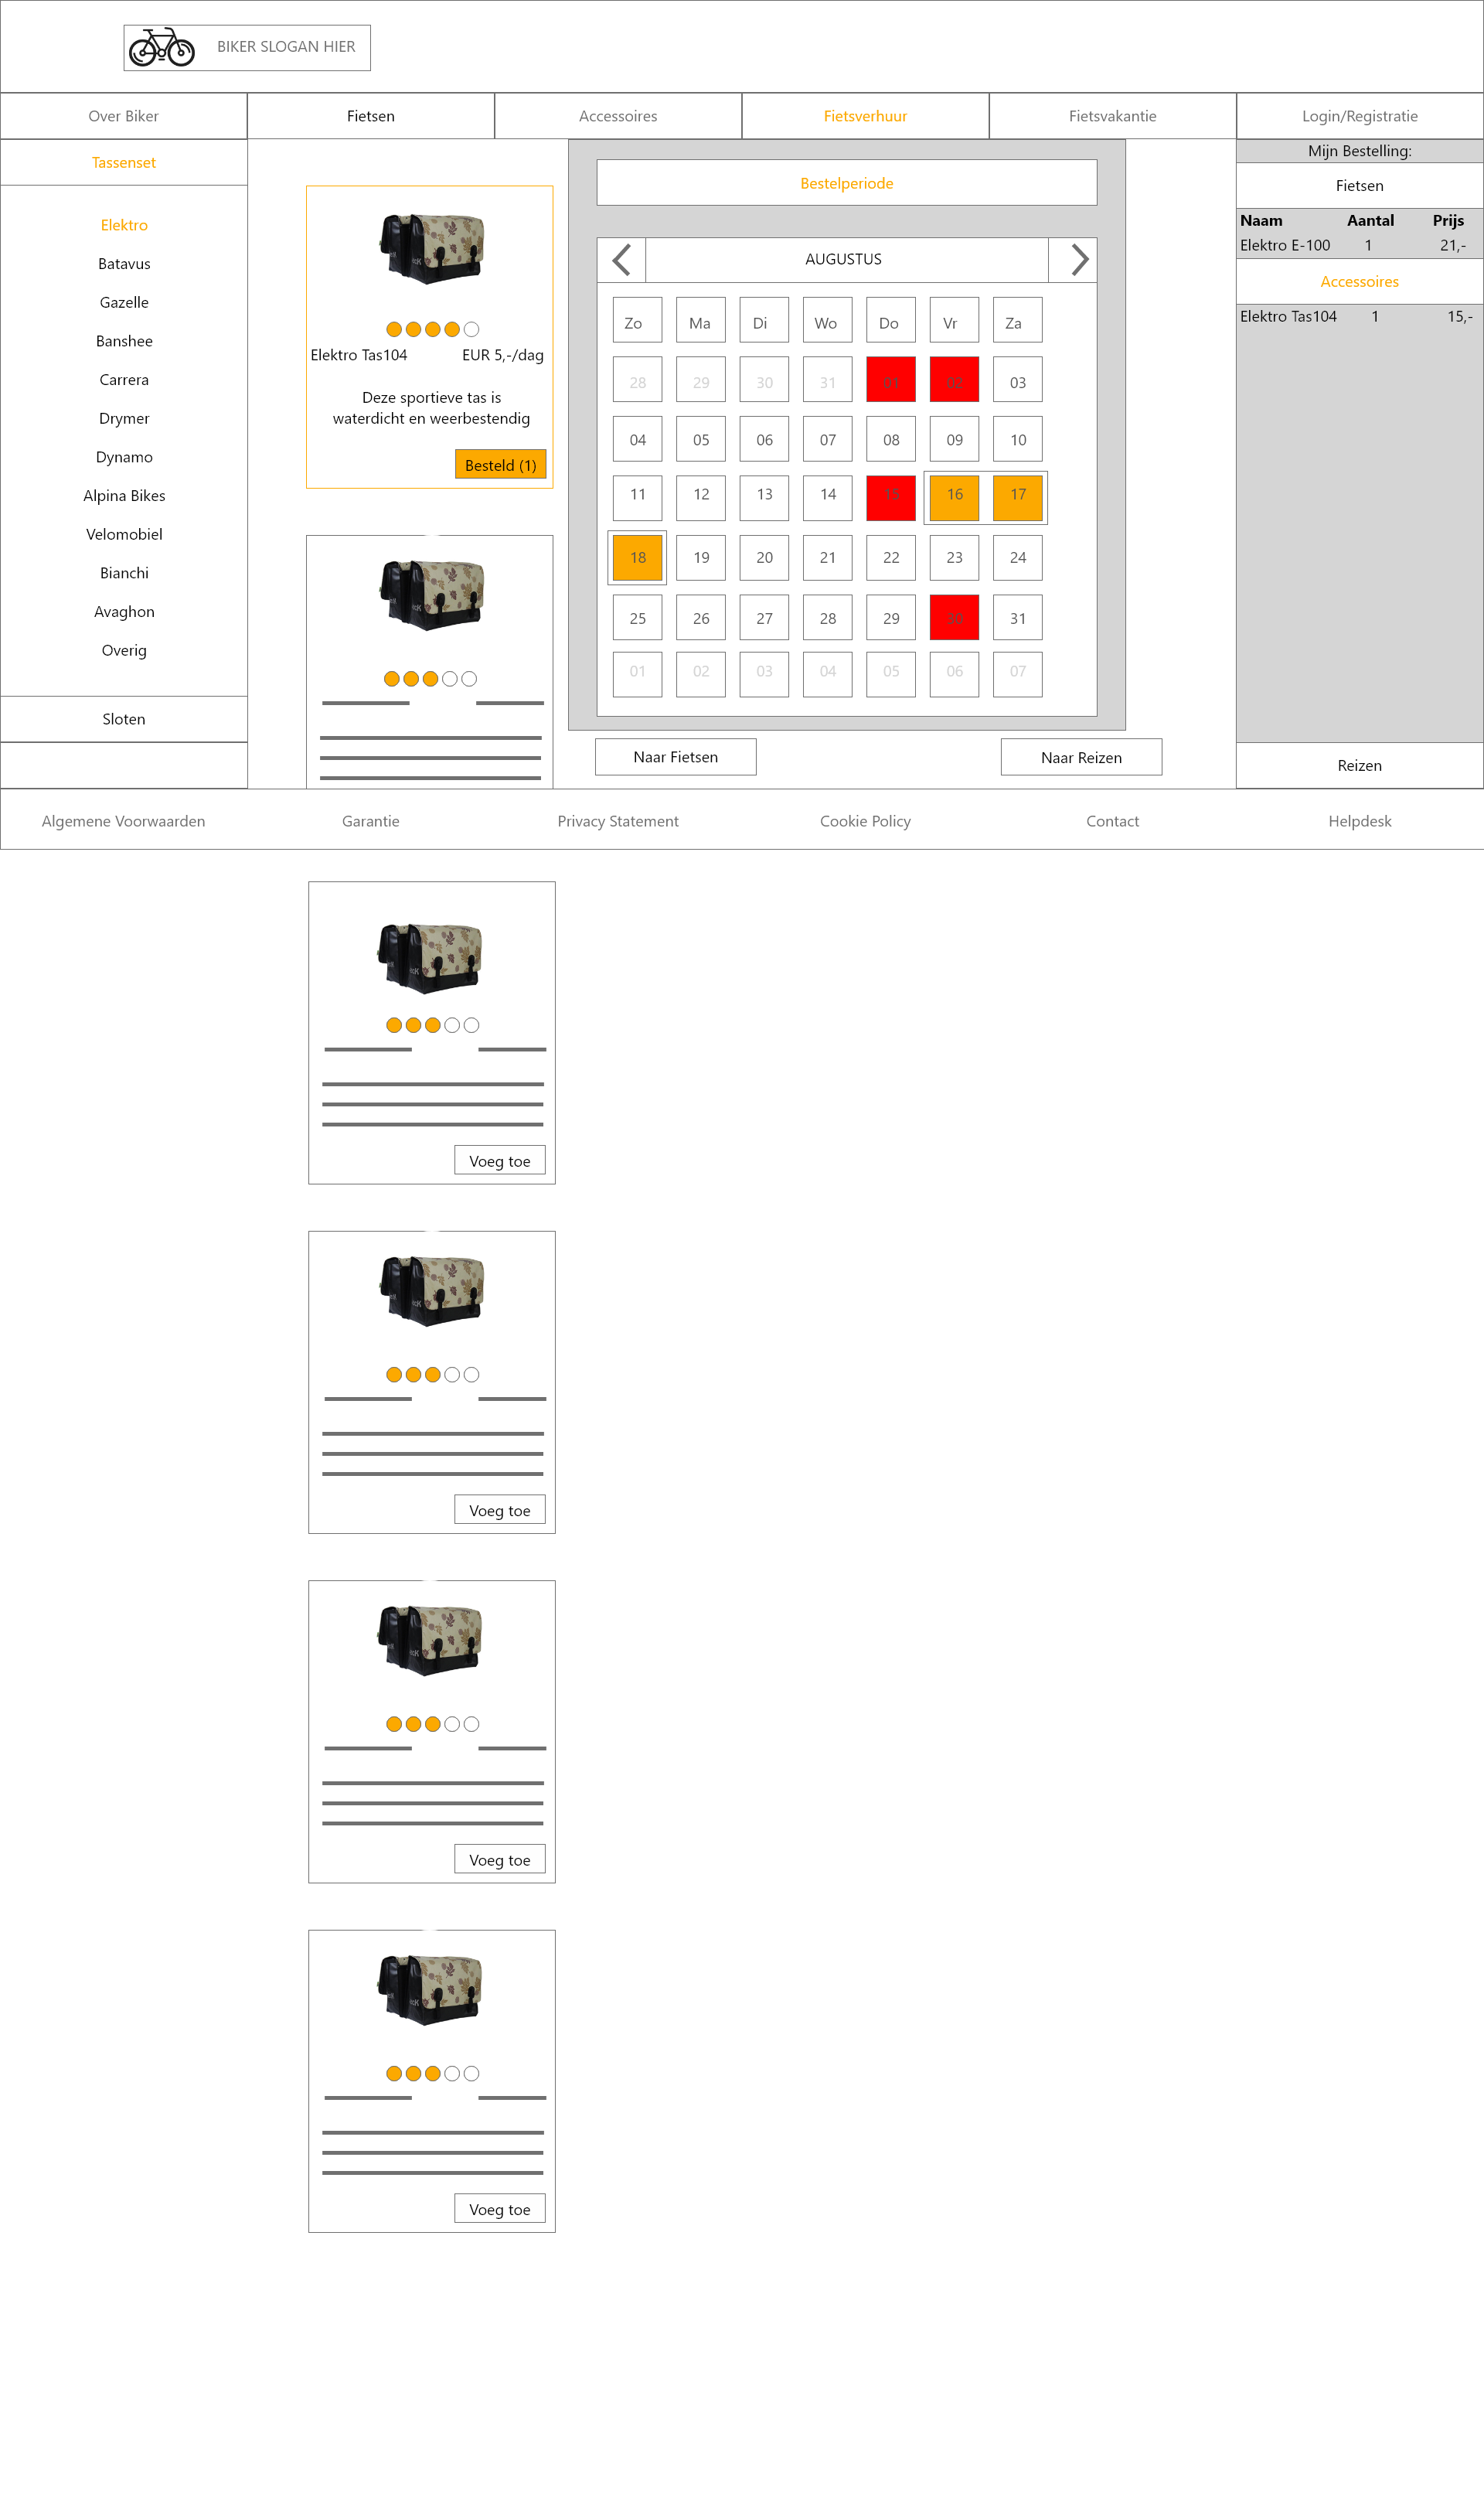 BIKER SLOGAN HIER
Over Biker
Fietsen
Accessoires
Fietsverhuur
Fietsvakantie
Login/Registratie
Tassenset
Elektro
Batavus
Gazelle
Banshee
Carrera
Drymer
Dynamo
Alpina Bikes
Velomobiel
Bianchi
Avaghon
Overig
Sloten
Elektro Tas104 EUR 5,-/dag
Deze sportieve tas is
waterdicht en weerbestendig
Besteld (1)
Bestelperiode
AUGUSTUS
Zo Ma Di Wo Do Vr Za
28 29 30 31 01 02 03
04 05 06 07 08 09 10
11 12 13 14 15 16 17
18 19 20 21 22 23 24
25 26 27 28 29 30 31
01 02 03 04 05 06 07
Naar Fietsen
Naar Reizen
Mijn Bestelling:
Fietsen
Naam Aantal Prijs
Elektro E-100 1 21,-
Accessoires
Elektro Tas104 1 15,-
Reizen
Algemene Voorwaarden
Garantie
Privacy Statement
Cookie Policy
Contact
Helpdesk
Voeg toe
Voeg toe
Voeg toe
Voeg toe